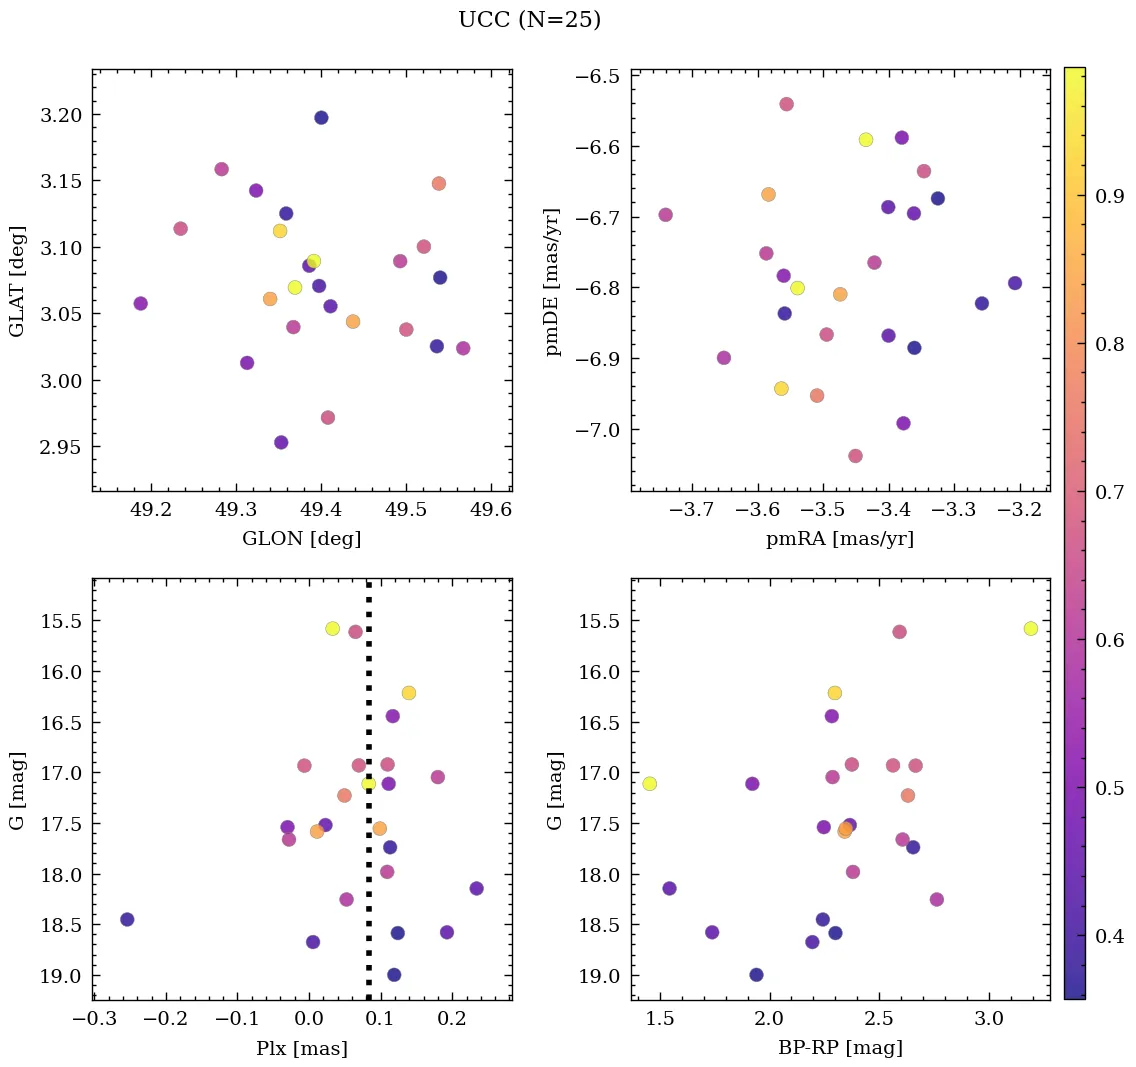 UCC (N=25)
3.20
3.15
3.10
3.05
3.00
2.95
GLAT [deg]
49.2 49.3 49.4 49.5 49.6
GLON [deg]
−6.5
−6.6
−6.7
−6.8
−6.9
−7.0
pmDE [mas/yr]
−3.7 −3.6 −3.5 −3.4 −3.3 −3.2
pmRA [mas/yr]
15.5
16.0
16.5
17.0
17.5
18.0
18.5
19.0
G [mag]
−0.3 −0.2 −0.1 0.0 0.1 0.2
Plx [mas]
15.5
16.0
16.5
17.0
17.5
18.0
18.5
19.0
G [mag]
1.5 2.0 2.5 3.0
BP-RP [mag]
0.9
0.8
0.7
0.6
0.5
0.4